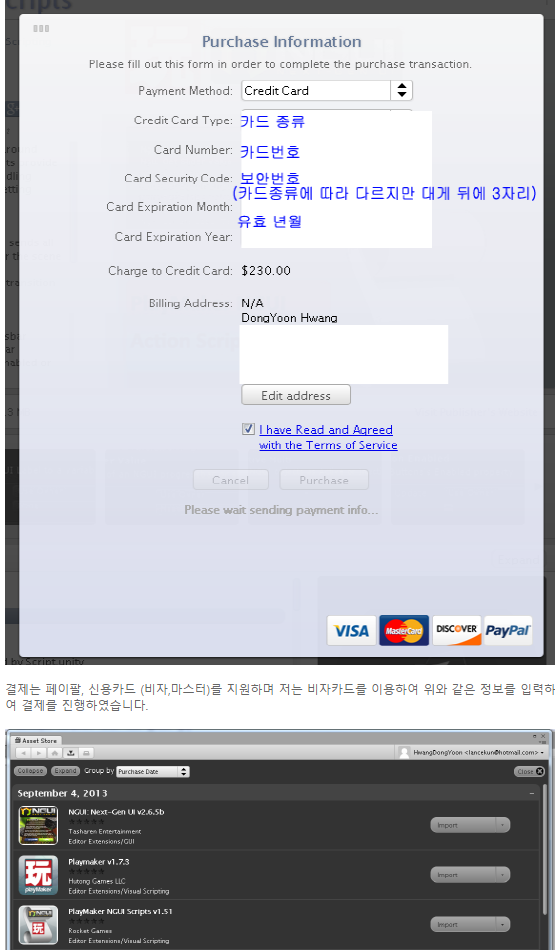 cripts
Purchase Information
Please fill out this form in order to complete the purchase transaction.
Payment Method: Credit Card
Credit Card Type: 카드 종류
Card Number: 카드번호
Card Security Code: 보안번호
(카드종류에 따라 다르지만 대게 뒤에 3자리)
Card Expiration Month:
유효 년월
Card Expiration Year:
Charge to Credit Card: $230.00
Billing Address: N/A
DongYoon Hwang
Edit address
I have Read and Agreed
with the Terms of Service
Cancel Purchase
Please wait sending payment info...
VISA MasterCard DISCOVER PayPal
by Script unity
결제는 페이팔, 신용카드 (비자,마스터)를 지원하며 저는 비자카드를 이용하여 위와 같은 정보를 입력하
여 결제를 진행하였습니다.
Asset Store
HwangDongYoon <lancekun@hotmail.com>
Collapse Expand Group by Purchase Date Close
September 4, 2013
NGUI: Next-Gen UI v2.6.5b
Tasharen Entertainment
Editor Extensions/GUI
Import
Playmaker v1.7.3
Hutong Games LLC
Editor Extensions/Visual Scripting
Import
PlayMaker NGUI Scripts v1.51
Rocket Games
Editor Extensions/Visual Scripting
Import
NGUI
玩
playMaker
NGUI